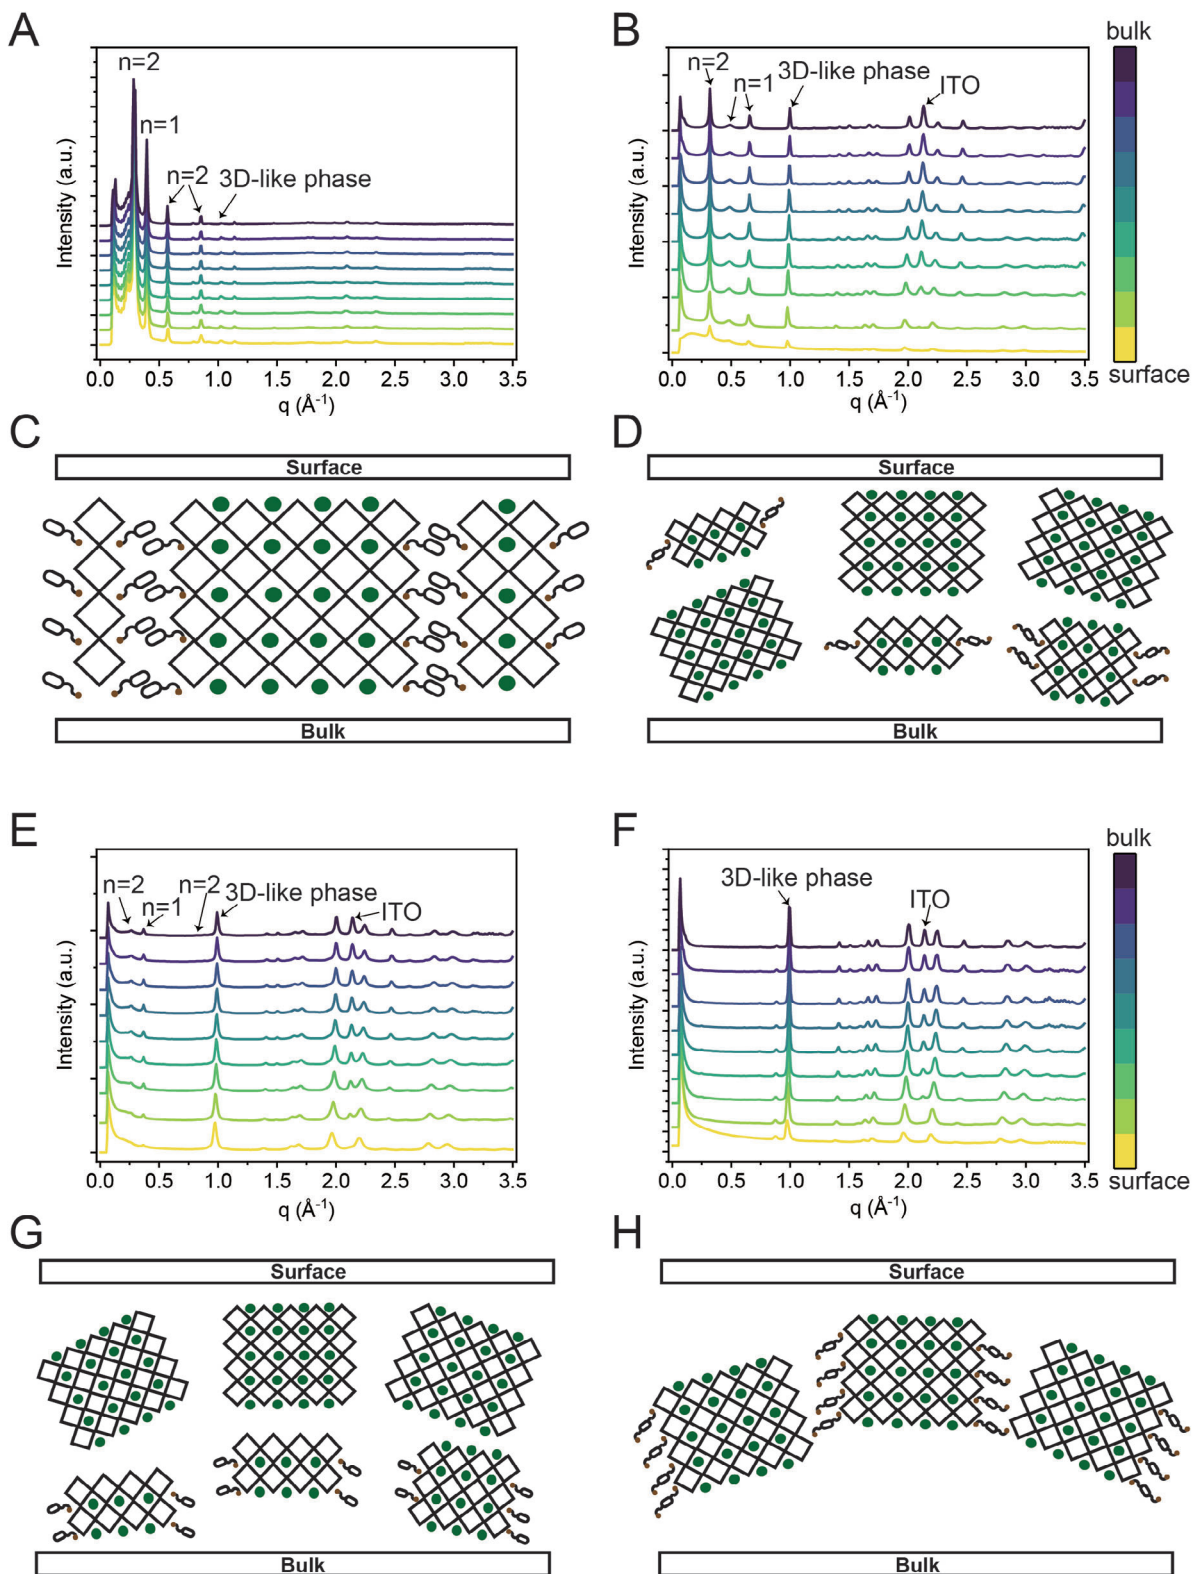 A
B
bulk
n=2
n=1
n=2
3D-like phase
Intensity (a.u.)
0.0 0.5 1.0 1.5 2.0 2.5 3.0 3.5
q (Å⁻¹)
n=2
n=1
3D-like phase
ITO
Intensity (a.u.)
0.0 0.5 1.0 1.5 2.0 2.5 3.0 3.5
q (Å⁻¹)
surface
C
D
Surface
Bulk
Surface
Bulk
E
F
bulk
n=2
n=1
n=2
3D-like phase
ITO
Intensity (a.u.)
0.0 0.5 1.0 1.5 2.0 2.5 3.0 3.5
q (Å⁻¹)
3D-like phase
ITO
Intensity (a.u.)
0.0 0.5 1.0 1.5 2.0 2.5 3.0 3.5
q (Å⁻¹)
surface
G
H
Surface
Bulk
Surface
Bulk